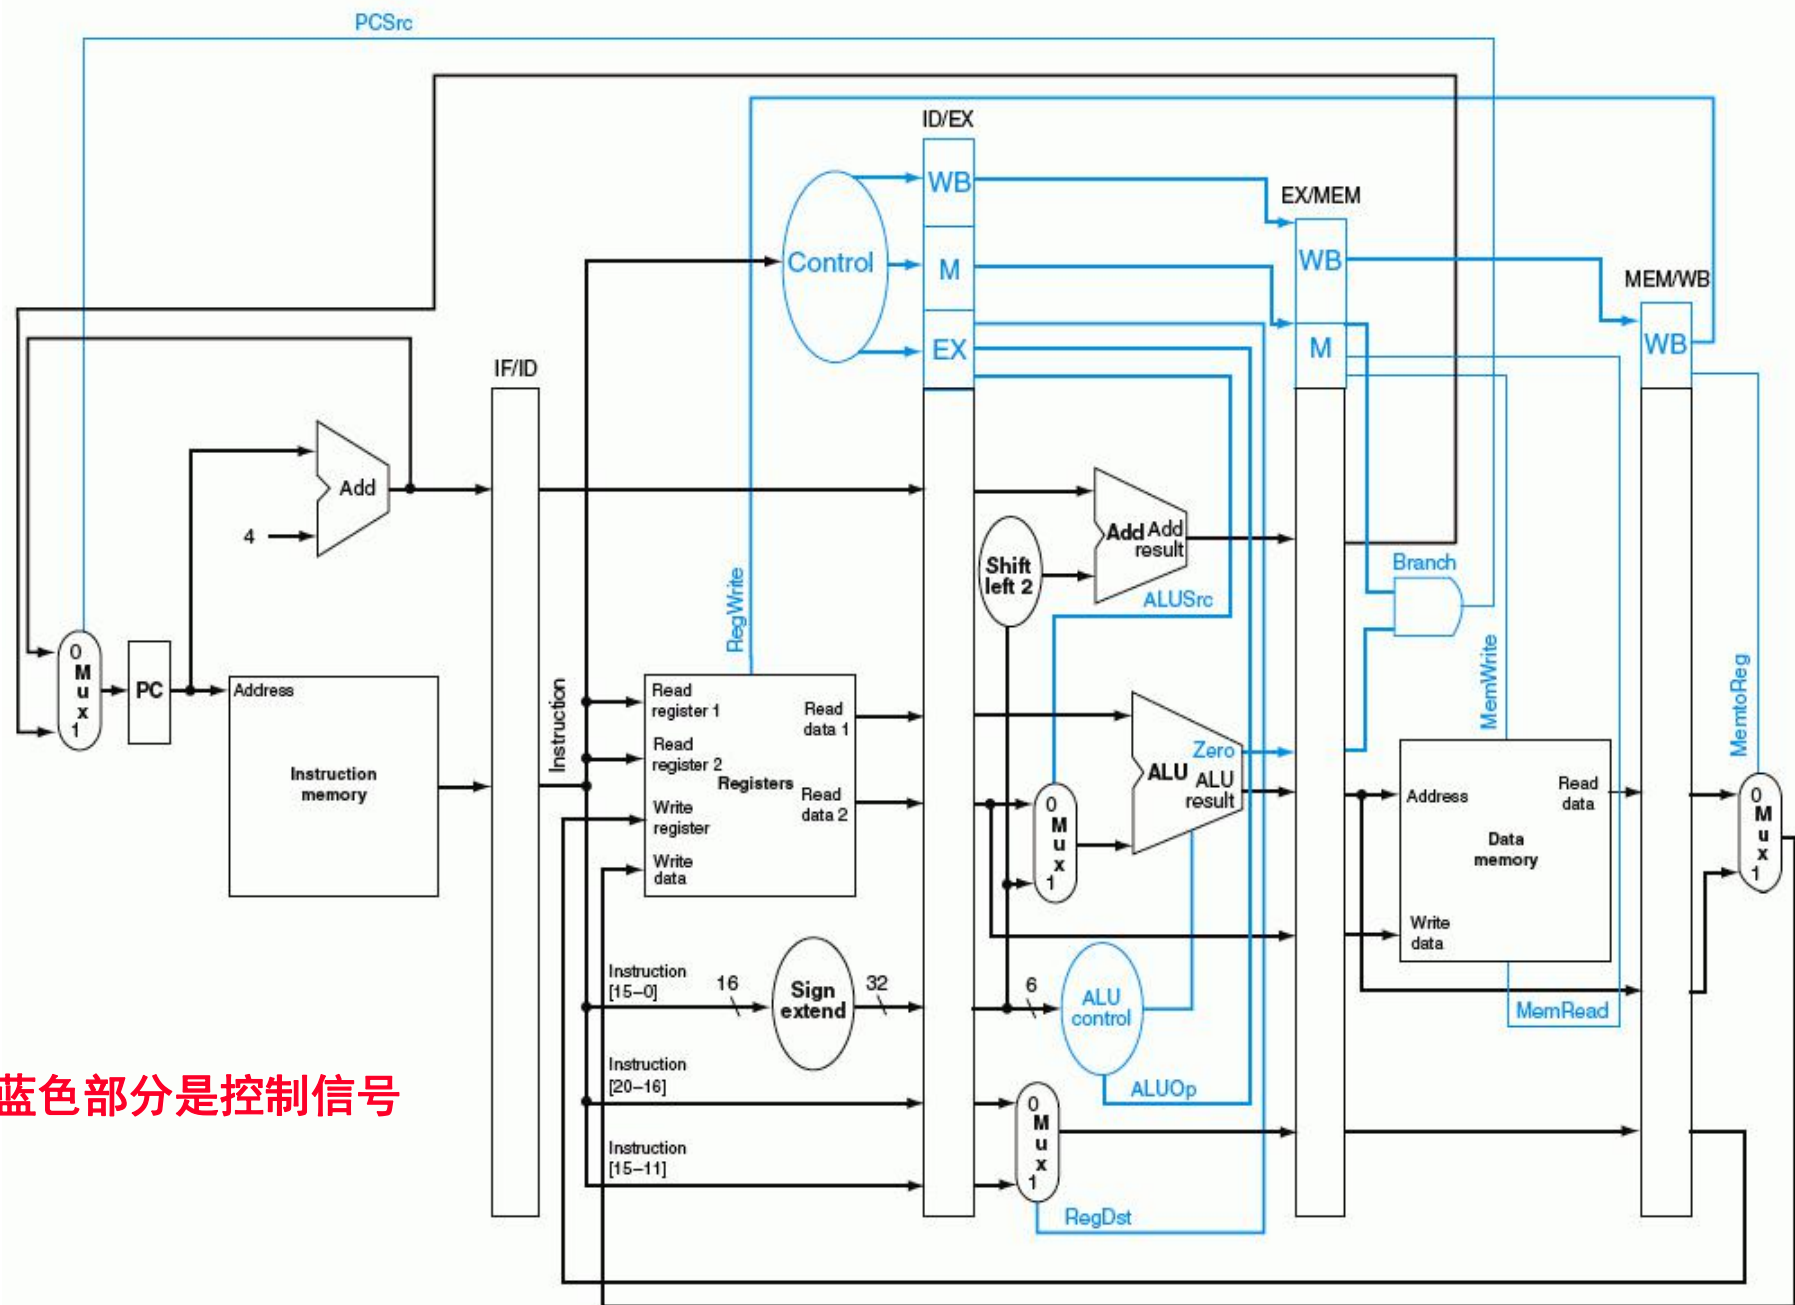 PCSrc
ID/EX
WB
EX/MEM
Control
M
WB
MEM/WB
EX
M
WB
IF/ID
Add
4
Add Add
result
Shift
left 2
Branch
ALUSrc
RegWrite
MemWrite
MemtoReg
0
M
u
x
1
PC
Address
Instruction
memory
Instruction
Read
register 1
Read
register 2
Write
register
Write
data
Registers
Read
data 1
Read
data 2
0
M
u
x
1
Zero
ALU
ALU
result
Address
Read
data
Data
memory
Write
data
0
M
u
x
1
MemRead
Instruction
[15–0]
16
Sign
extend
32
6
ALU
control
Instruction
[20–16]
ALUOp
蓝色部分是控制信号
Instruction
[15–11]
0
M
u
x
1
RegDst